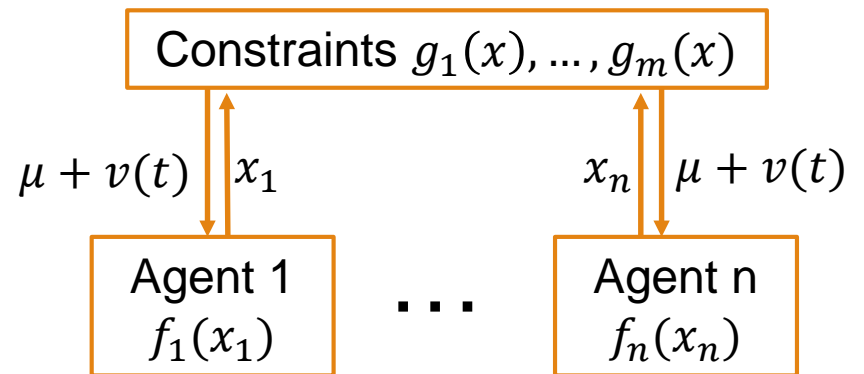 Constraints g₁(x), …, gₘ(x)
μ + v(t) x₁ xₙ μ + v(t)
Agent 1 … Agent n
f₁(x₁) fₙ(xₙ)